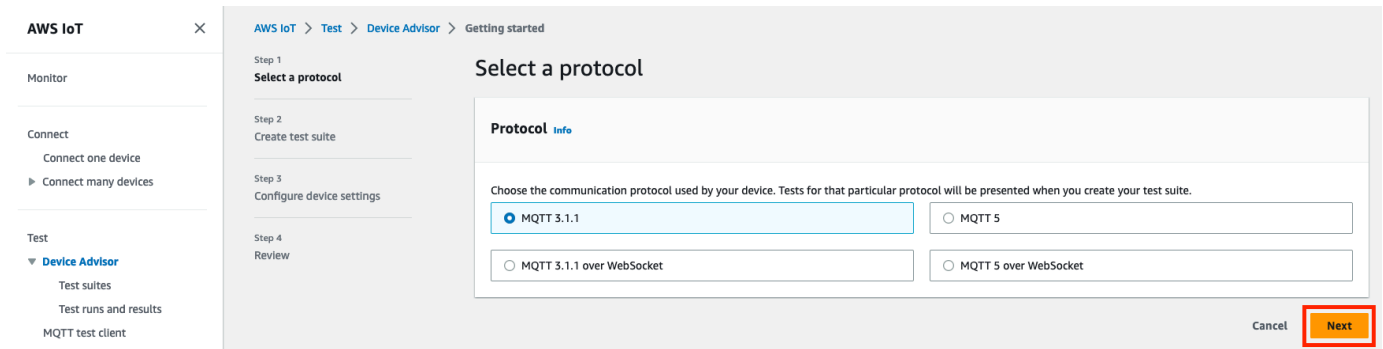 AWS IoT
Monitor
Connect
Connect one device
Connect many devices
Test
Device Advisor
Test suites
Test runs and results
MQTT test client
AWS IoT > Test > Device Advisor > Getting started
Step 1
Select a protocol
Step 2
Create test suite
Step 3
Configure device settings
Step 4
Review
Select a protocol
Protocol Info
Choose the communication protocol used by your device. Tests for that particular protocol will be presented when you create your test suite.
MQTT 3.1.1
MQTT 5
MQTT 3.1.1 over WebSocket
MQTT 5 over WebSocket
Cancel
Next